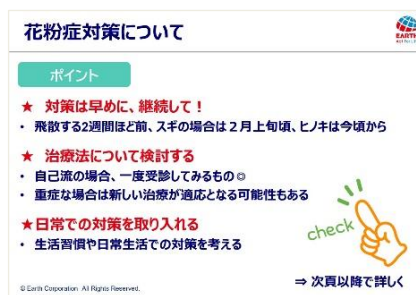 花粉症対策について
EARTH
ポイント
★ 対策は早めに、継続して！
・ 飛散する2週間ほど前、スギの場合は２月上旬頃、ヒノキは今頃から
★ 治療法について検討する
・ 自己流の場合、一度受診してみるもの◎
・ 重症な場合は新しい治療が適応となる可能性もある
★日常での対策を取り入れる
・ 生活習慣や日常生活での対策を考える
check
⇒ 次頁以降で詳しく
© Earth Corporation All Rights Reserved.